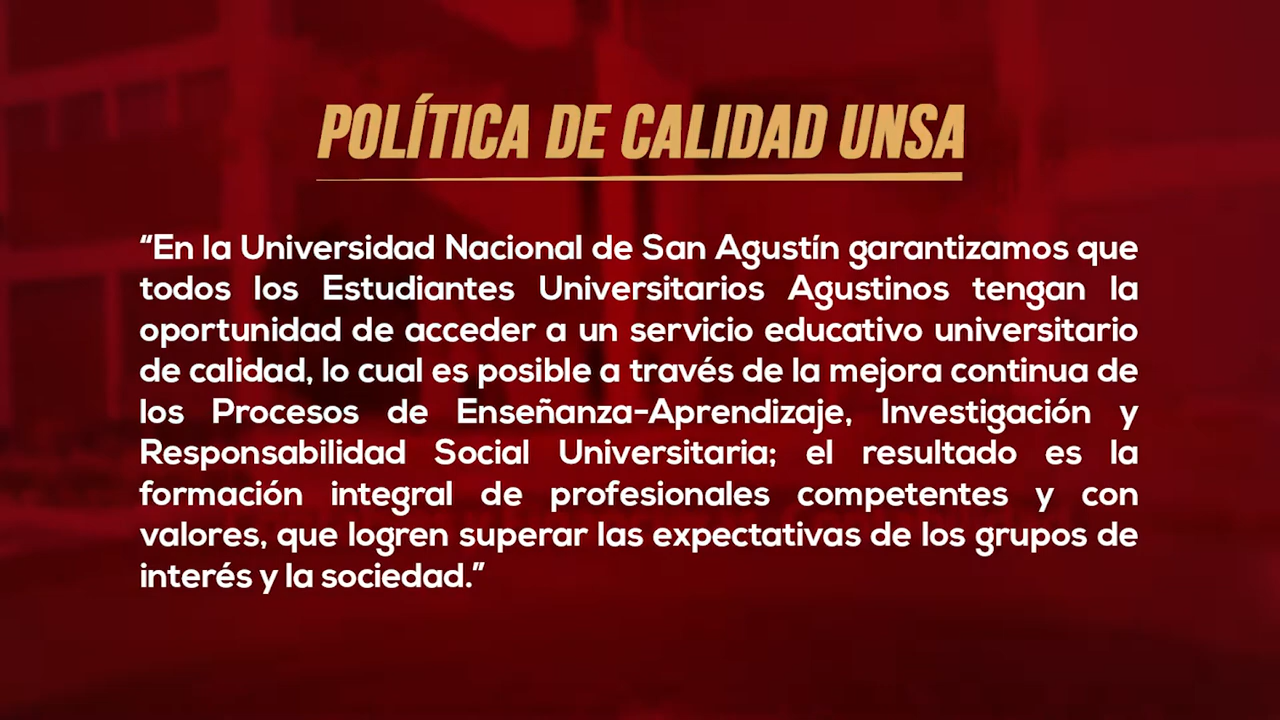 POLÍTICA DE CALIDAD UNSA
“En la Universidad Nacional de San Agustín garantizamos que
todos los Estudiantes Universitarios Agustinos tengan la
oportunidad de acceder a un servicio educativo universitario
de calidad, lo cual es posible a través de la mejora continua de
los Procesos de Enseñanza-Aprendizaje, Investigación y
Responsabilidad Social Universitaria; el resultado es la
formación integral de profesionales competentes y con
valores, que logren superar las expectativas de los grupos de
interés y la sociedad.”